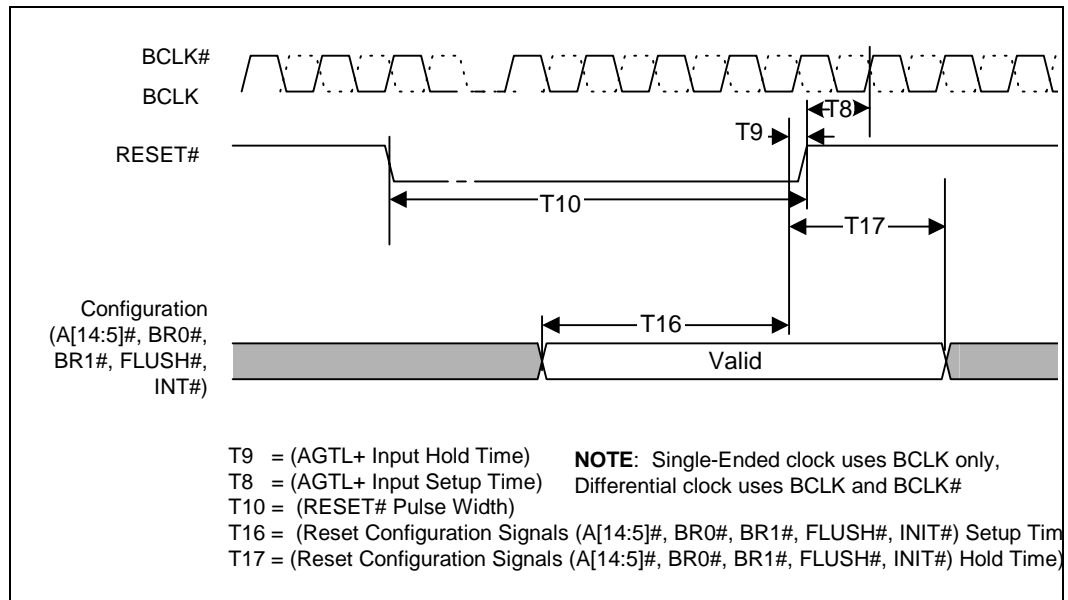 BCLK#
BCLK
T8
T9
RESET#
T10
T17
Configuration
(A[14:5]#, BR0#,
BR1#, FLUSH#,
INT#)
T16
Valid
T9 = (AGTL+ Input Hold Time)
T8 = (AGTL+ Input Setup Time)
T10 = (RESET# Pulse Width)
NOTE: Single-Ended clock uses BCLK only,
Differential clock uses BCLK and BCLK#
T16 = (Reset Configuration Signals (A[14:5]#, BR0#, BR1#, FLUSH#, INIT#) Setup Tim
T17 = (Reset Configuration Signals (A[14:5]#, BR0#, BR1#, FLUSH#, INIT#) Hold Time)